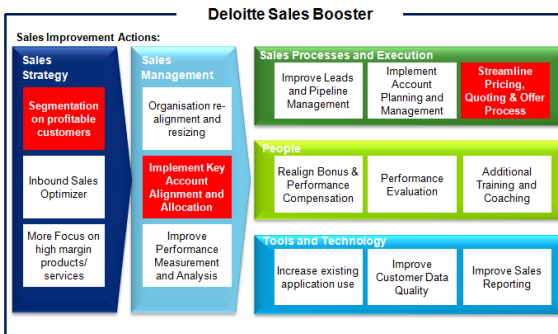 Deloitte Sales Booster
Sales Improvement Actions:
Sales
Strategy
Segmentation
on profitable
customers
Inbound Sales
Optimizer
More Focus on
high margin
products/
services
Sales
Management
Organisation re-
alignment and
resizing
Implement Key
Account
Alignment and
Allocation
Improve
Performance
Measurement
and Analysis
Sales Processes and Execution
Improve Leads
and Pipeline
Management
Implement
Account
Planning and
Management
Streamline
Pricing,
Quoting & Offer
Process
People
Realign Bonus &
Performance
Compensation
Performance
Evaluation
Additional
Training and
Coaching
Tools and Technology
Increase existing
application use
Improve
Customer Data
Quality
Improve Sales
Reporting